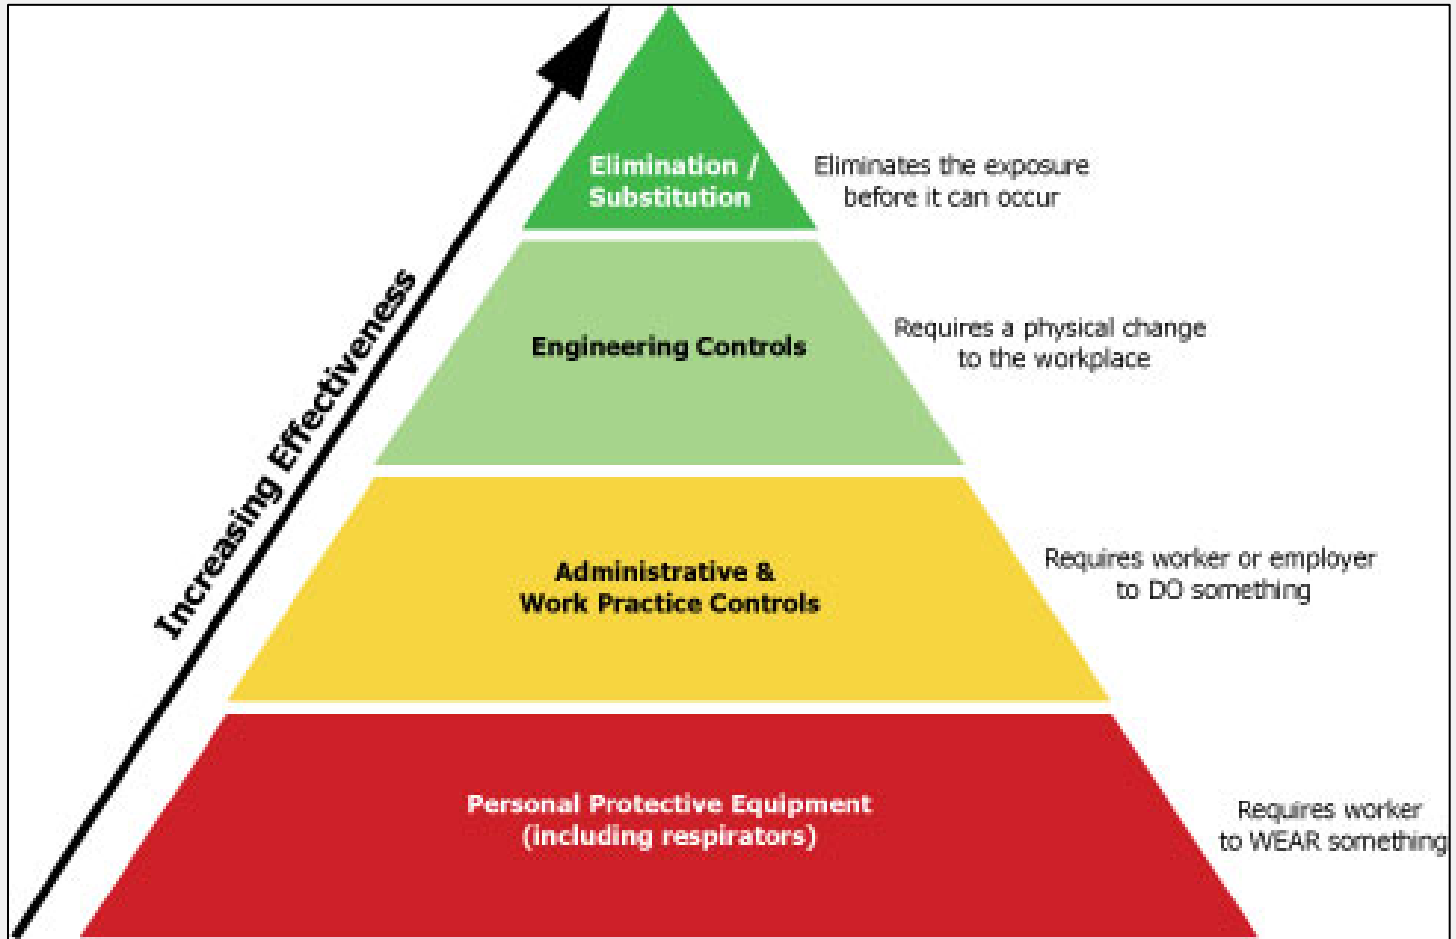 Elimination /
Substitution
Eliminates the exposure
before it can occur
Increasing Effectiveness
Engineering Controls
Requires a physical change
to the workplace
Administrative &
Work Practice Controls
Requires worker or employer
to DO something
Personal Protective Equipment
(including respirators)
Requires worker
to WEAR something